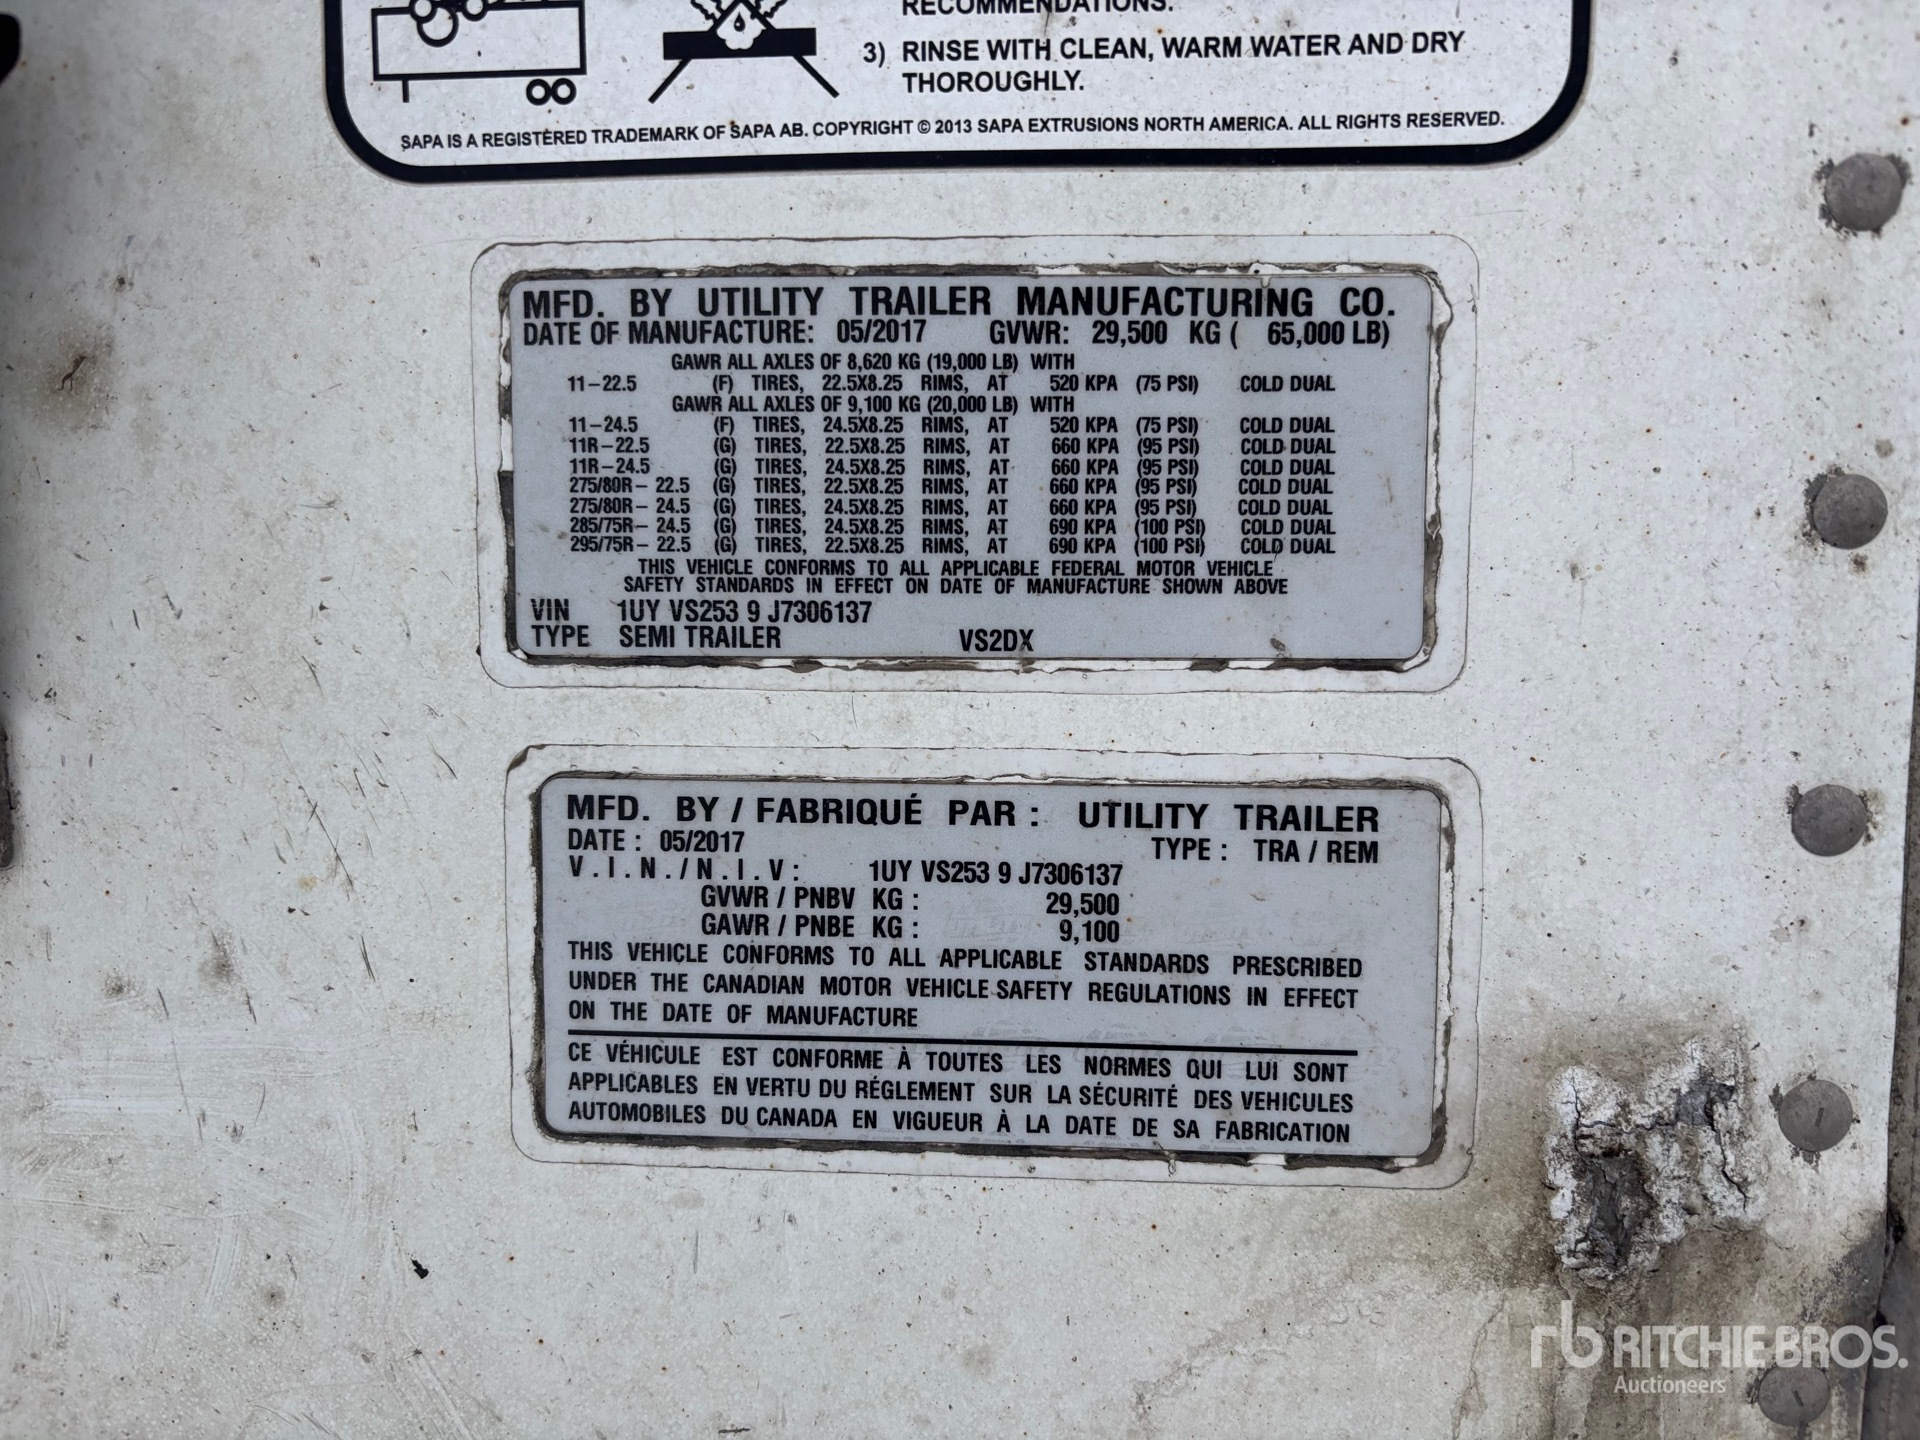 RECOMMENDATIONS.
3) RINSE WITH CLEAN, WARM WATER AND DRY
THOROUGHLY.
SAPA IS A REGISTERED TRADEMARK OF SAPA AB. COPYRIGHT © 2013 SAPA EXTRUSIONS NORTH AMERICA. ALL RIGHTS RESERVED.
MFD. BY UTILITY TRAILER MANUFACTURING CO.
DATE OF MANUFACTURE: 05/2017 GVWR: 29,500 KG ( 65,000 LB)
GAWR ALL AXLES OF 8,620 KG (19,000 LB) WITH
11-22.5 (F) TIRES, 22.5X8.25 RIMS, AT 520 KPA (75 PSI) COLD DUAL
GAWR ALL AXLES OF 9,100 KG (20,000 LB) WITH
11-24.5 (F) TIRES, 24.5X8.25 RIMS, AT 520 KPA (75 PSI) COLD DUAL
11R-22.5 (G) TIRES, 22.5X8.25 RIMS, AT 660 KPA (95 PSI) COLD DUAL
11R-24.5 (G) TIRES, 24.5X8.25 RIMS, AT 660 KPA (95 PSI) COLD DUAL
275/80R- 22.5 (G) TIRES, 22.5X8.25 RIMS, AT 660 KPA (95 PSI) COLD DUAL
275/80R- 24.5 (G) TIRES, 24.5X8.25 RIMS, AT 660 KPA (95 PSI) COLD DUAL
285/75R- 24.5 (G) TIRES, 24.5X8.25 RIMS, AT 690 KPA (100 PSI) COLD DUAL
295/75R- 22.5 (G) TIRES, 22.5X8.25 RIMS, AT 690 KPA (100 PSI) COLD DUAL
THIS VEHICLE CONFORMS TO ALL APPLICABLE FEDERAL MOTOR VEHICLE
SAFETY STANDARDS IN EFFECT ON DATE OF MANUFACTURE SHOWN ABOVE
VIN 1UY VS253 9 J7306137
TYPE SEMI TRAILER VS2DX
MFD. BY / FABRIQUÉ PAR : UTILITY TRAILER
DATE : 05/2017 TYPE : TRA / REM
V.I.N./N.I.V: 1UY VS253 9 J7306137
GVWR / PNBV KG : 29,500
GAWR / PNBE KG : 9,100
THIS VEHICLE CONFORMS TO ALL APPLICABLE STANDARDS PRESCRIBED
UNDER THE CANADIAN MOTOR VEHICLE SAFETY REGULATIONS IN EFFECT
ON THE DATE OF MANUFACTURE
CE VÉHICULE EST CONFORME À TOUTES LES NORMES QUI LUI SONT
APPLICABLES EN VERTU DU RÉGLEMENT SUR LA SÉCURITÉ DES VEHICULES
AUTOMOBILES DU CANADA EN VIGUEUR À LA DATE DE SA FABRICATION
rb RITCHIE BROS.
Auctioneers